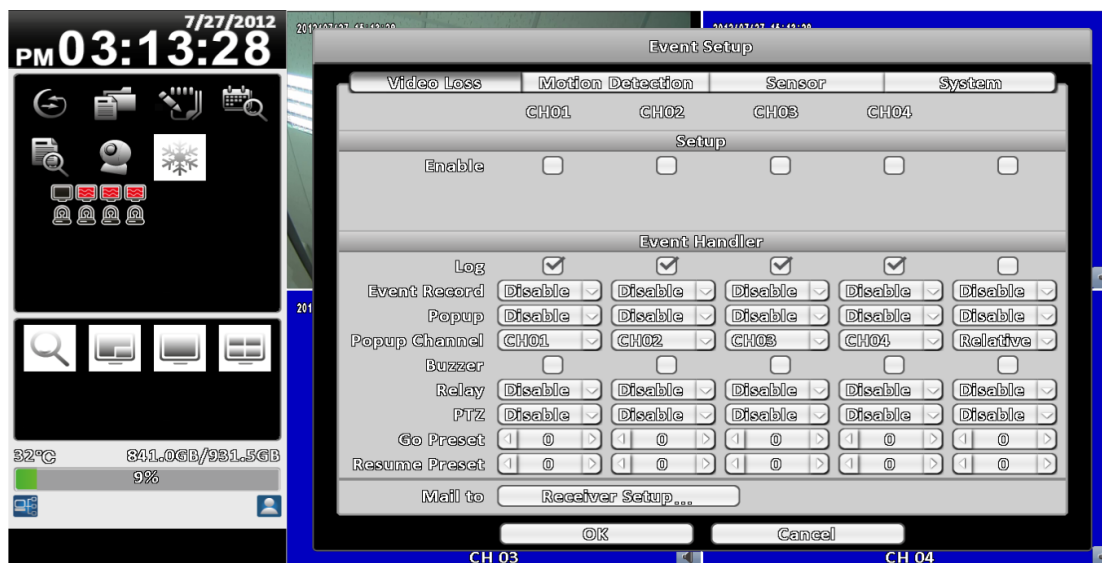 7/27/2012
PM 03:13:28
32°C 841.0GB/931.5GB
9%
Event Setup
Video Loss Motion Detection Sensor System
CH01 CH02 CH03 CH04
Setup
Enable
Event Handler
Log
Event Record Disable Disable Disable Disable Disable
Popup Disable Disable Disable Disable Disable
Popup Channel CH01 CH02 CH03 CH04 Relative
Buzzer
Relay Disable Disable Disable Disable Disable
PTZ Disable Disable Disable Disable Disable
Go Preset 0 0 0 0 0
Resume Preset 0 0 0 0 0
Mail to Receiver Setup...
OK Cancel
CH 03 CH 04